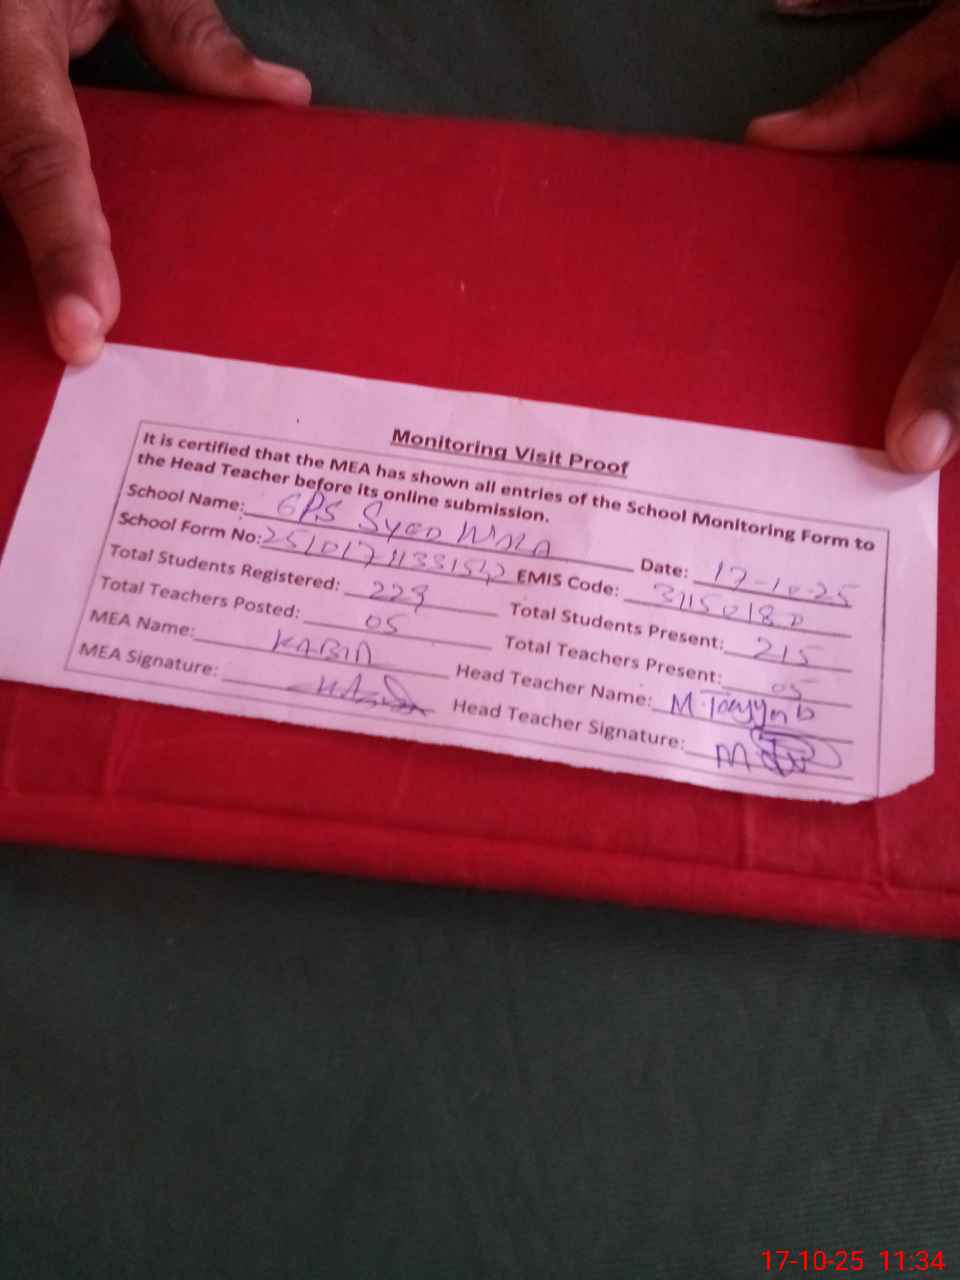 Monitoring Visit Proof
It is certified that the MEA has shown all entries of the School Monitoring Form to
the Head Teacher before its online submission.
School Name: GPS Syed Wala Date: 17-10-25
School Form No: EMIS Code:
Total Students Registered: 229 Total Students Present: 215
Total Teachers Posted: 05 Total Teachers Present: 05
MEA Name: KABIR Head Teacher Name: M. Tayyab
MEA Signature: Head Teacher Signature:
17-10-25 11:34